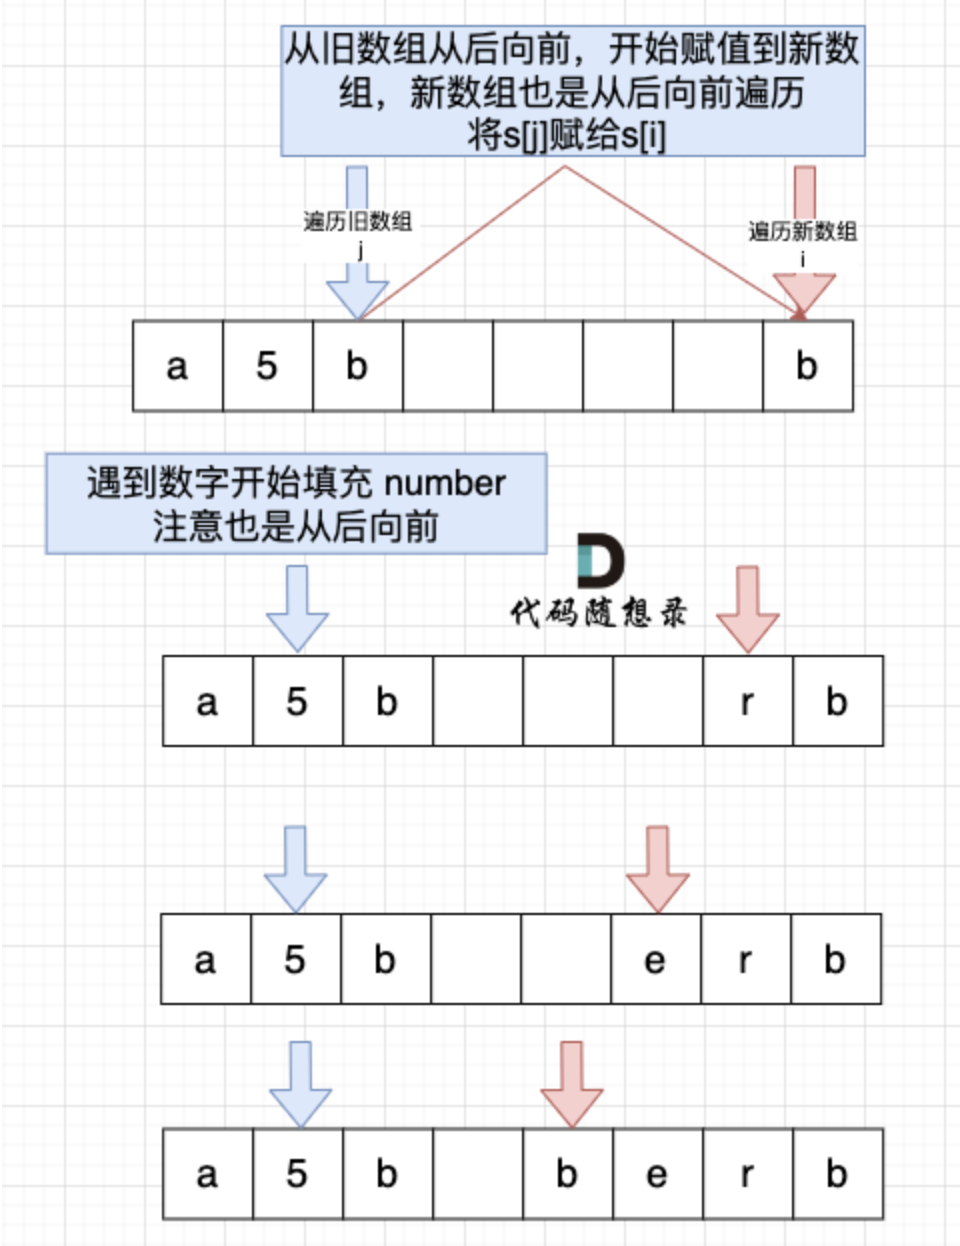 从旧数组从后向前，开始赋值到新数
组，新数组也是从后向前遍历
将s[j]赋给s[i]
遍历旧数组
j
遍历新数组
i
a 5 b b
遇到数字开始填充 number
注意也是从后向前
代码随想录
a 5 b r b
a 5 b e r b
a 5 b b e r b